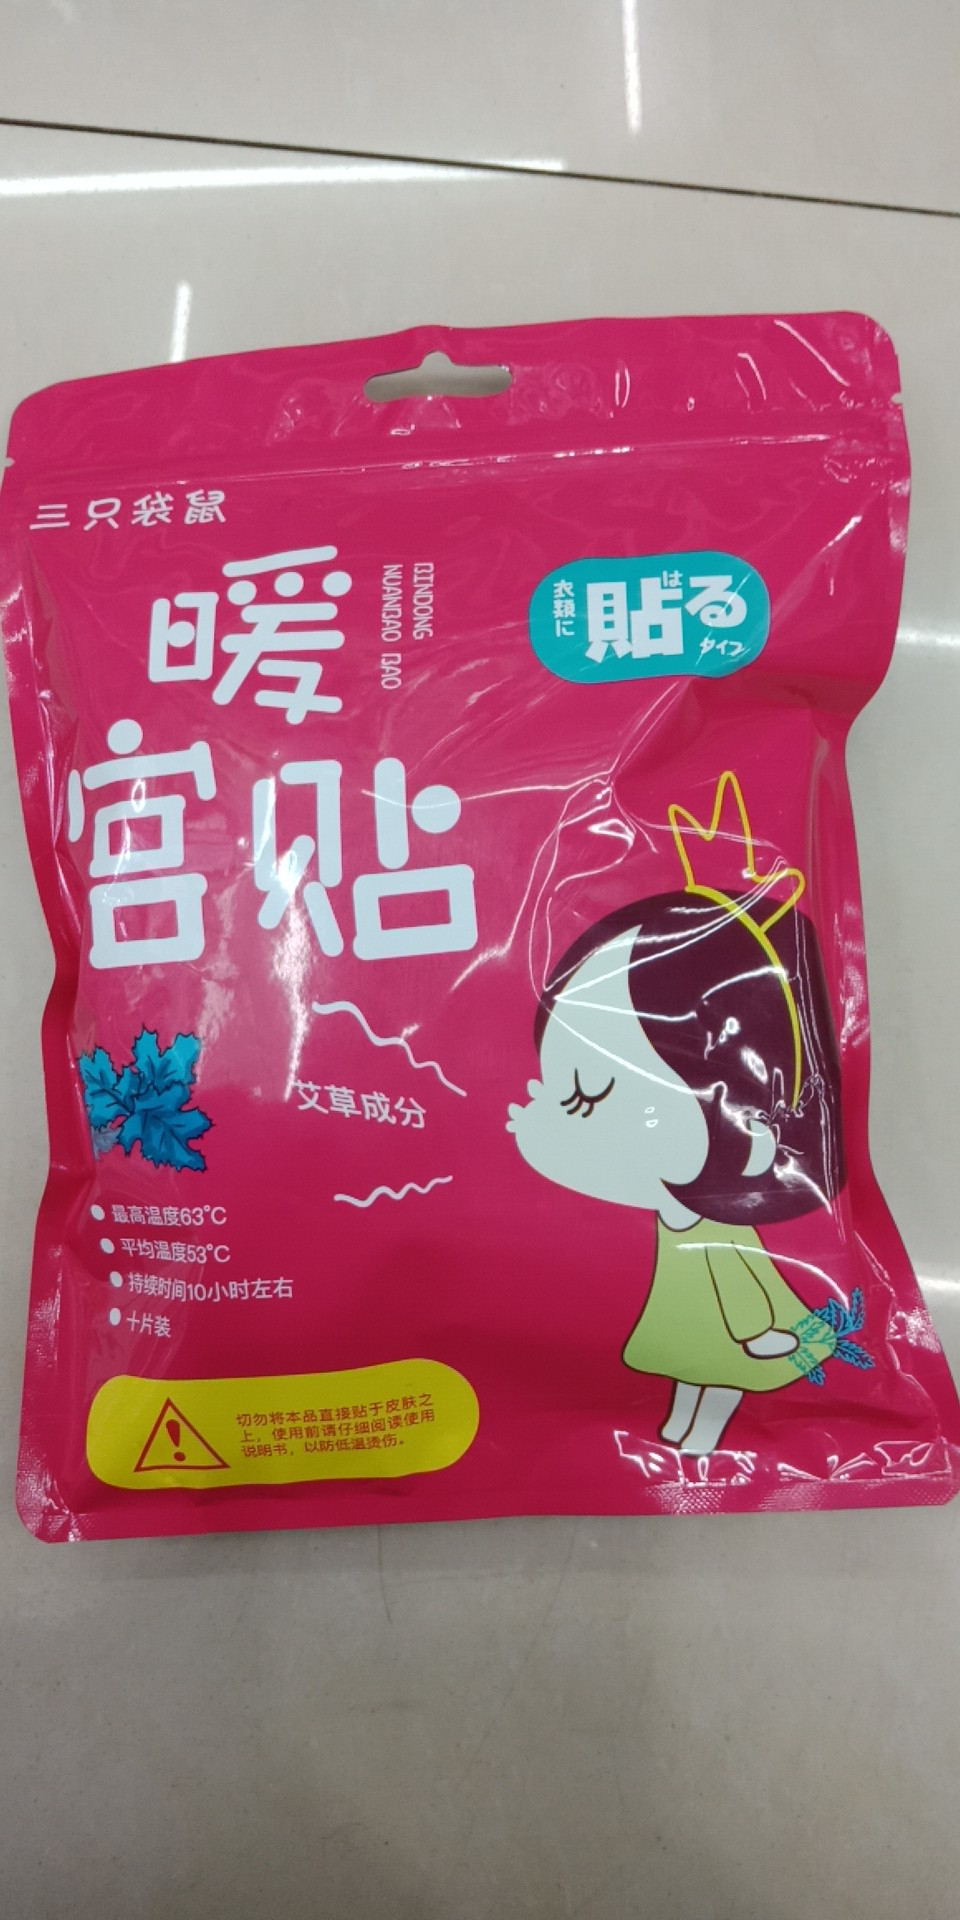 三只袋鼠
暖
宫贴
BINDONG
NUANBAO BAO
衣類に
貼る
は
タイプ
艾草成分
最高温度63℃
平均温度53℃
持续时间10小时左右
十片装
切勿将本品直接贴于皮肤之
上，使用前请仔细阅读使用
说明书，以防低温烫伤。